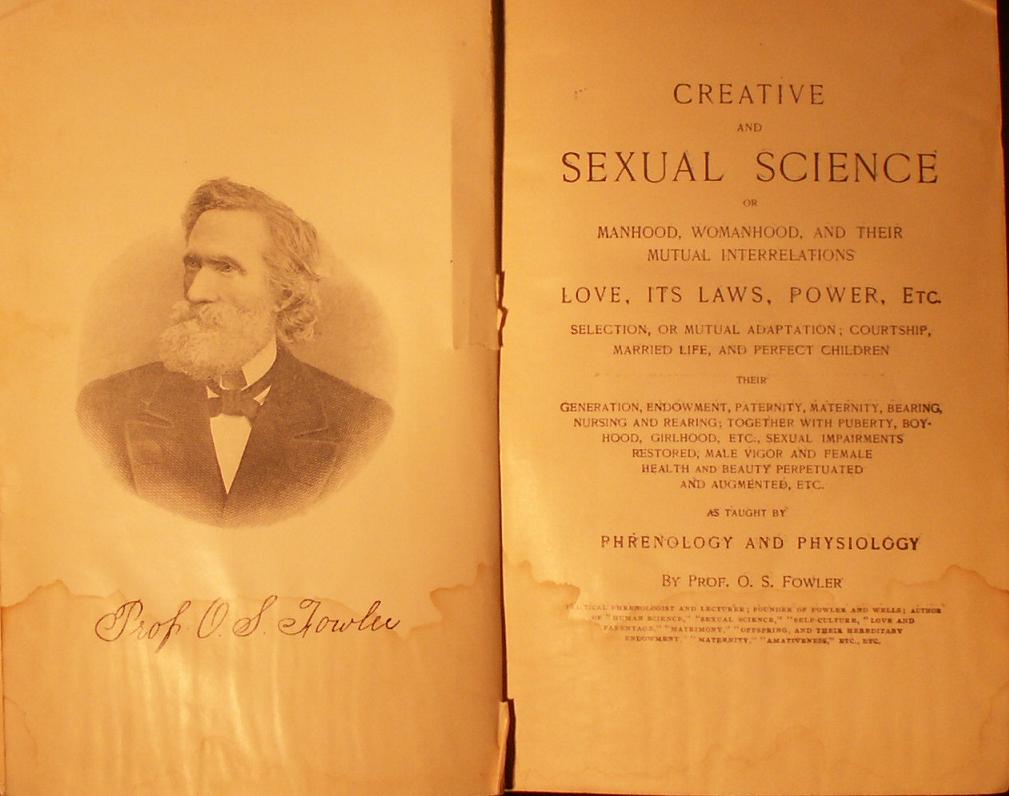 Prof. O. S. Fowler
CREATIVE
AND
SEXUAL SCIENCE
OR
MANHOOD, WOMANHOOD, AND THEIR
MUTUAL INTERRELATIONS
LOVE, ITS LAWS, POWER, ETC.
SELECTION, OR MUTUAL ADAPTATION; COURTSHIP,
MARRIED LIFE, AND PERFECT CHILDREN
THEIR
GENERATION, ENDOWMENT, PATERNITY, MATERNITY, BEARING,
NURSING AND REARING; TOGETHER WITH PUBERTY, BOY-
HOOD, GIRLHOOD, ETC., SEXUAL IMPAIRMENTS
RESTORED, MALE VIGOR AND FEMALE
HEALTH AND BEAUTY PERPETUATED
AND AUGMENTED, ETC.
AS TAUGHT BY
PHRENOLOGY AND PHYSIOLOGY
BY PROF. O. S. FOWLER
PHRENOLOGIST AND LECTURER; FOUNDER OF FOWLER AND WELLS; AUTHOR
OF "HUMAN SCIENCE," "SEXUAL SCIENCE," "SELF-CULTURE, "LOVE AND
PARENTAGE," "MATRIMONY," "OFFSPRING, AND THEIR HEREDITARY
ENDOWMENT," "MATERNITY," "AMATIVENESS," ETC., ETC.